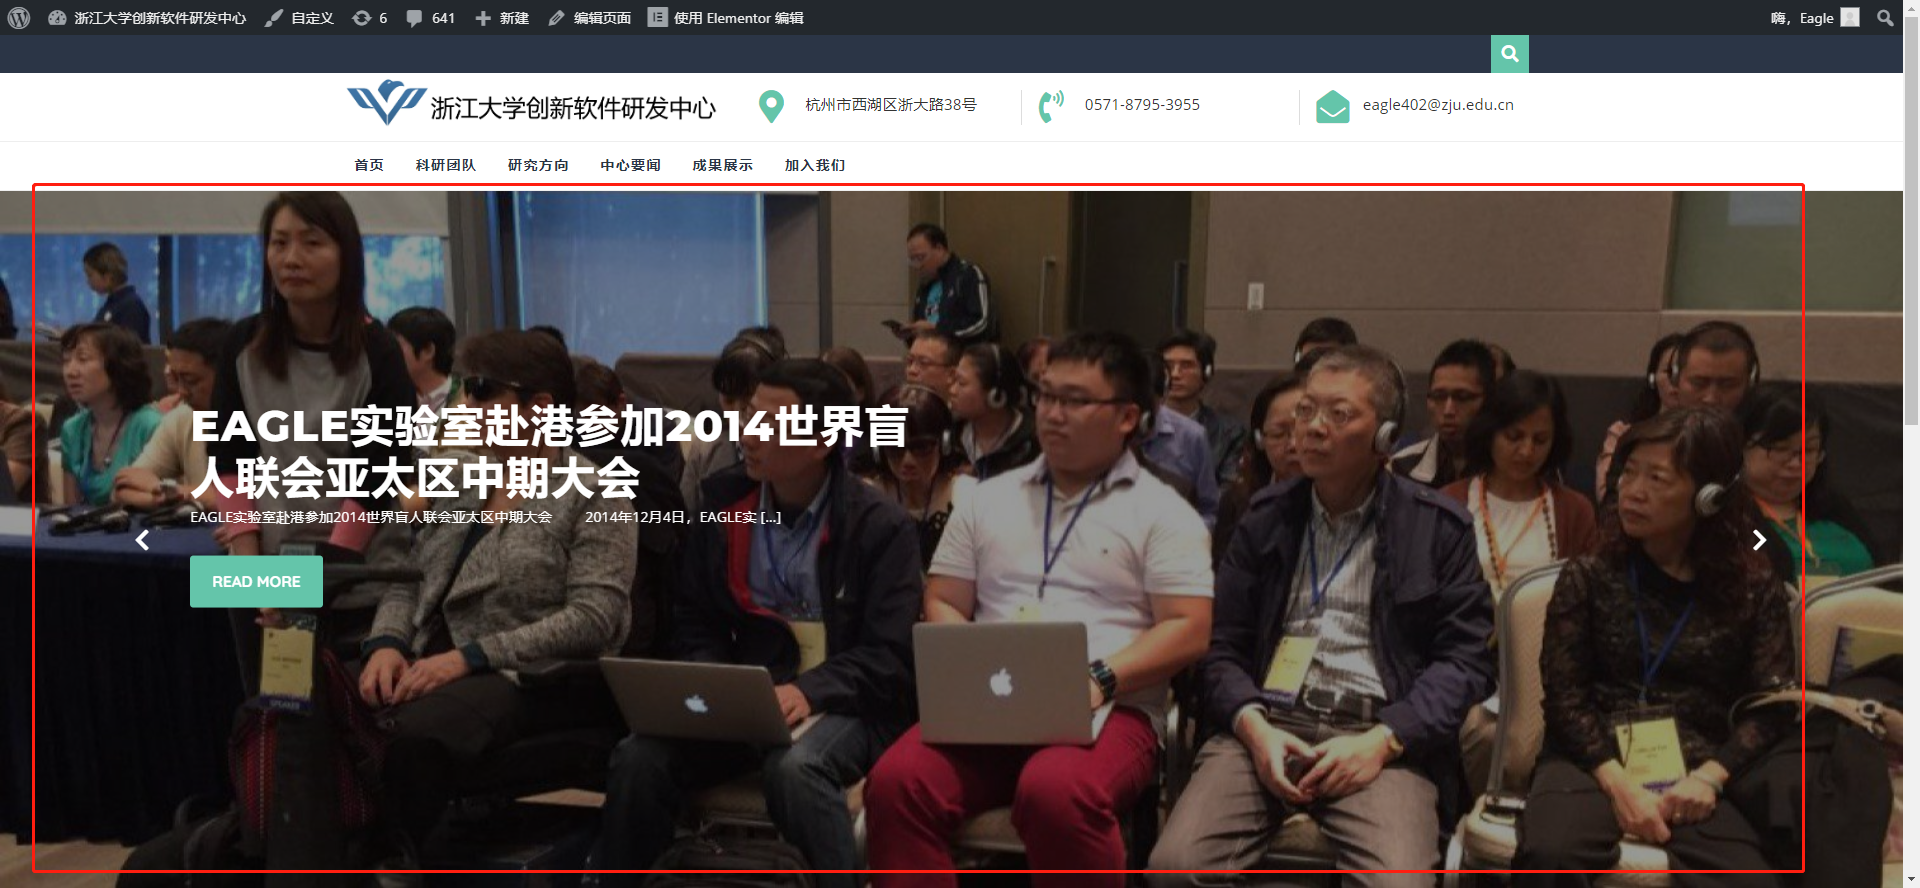 浙江大学创新软件研发中心 自定义 6 641 新建 编辑页面 使用 Elementor 编辑 嗨，Eagle
浙江大学创新软件研发中心 杭州市西湖区浙大路38号 0571-8795-3955 eagle402@zju.edu.cn
首页 科研团队 研究方向 中心要闻 成果展示 加入我们
EAGLE实验室赴港参加2014世界盲
人联会亚太区中期大会
EAGLE实验室赴港参加2014世界盲人联会亚太区中期大会 2014年12月4日，EAGLE实 [...]
READ MORE
SPEAKER